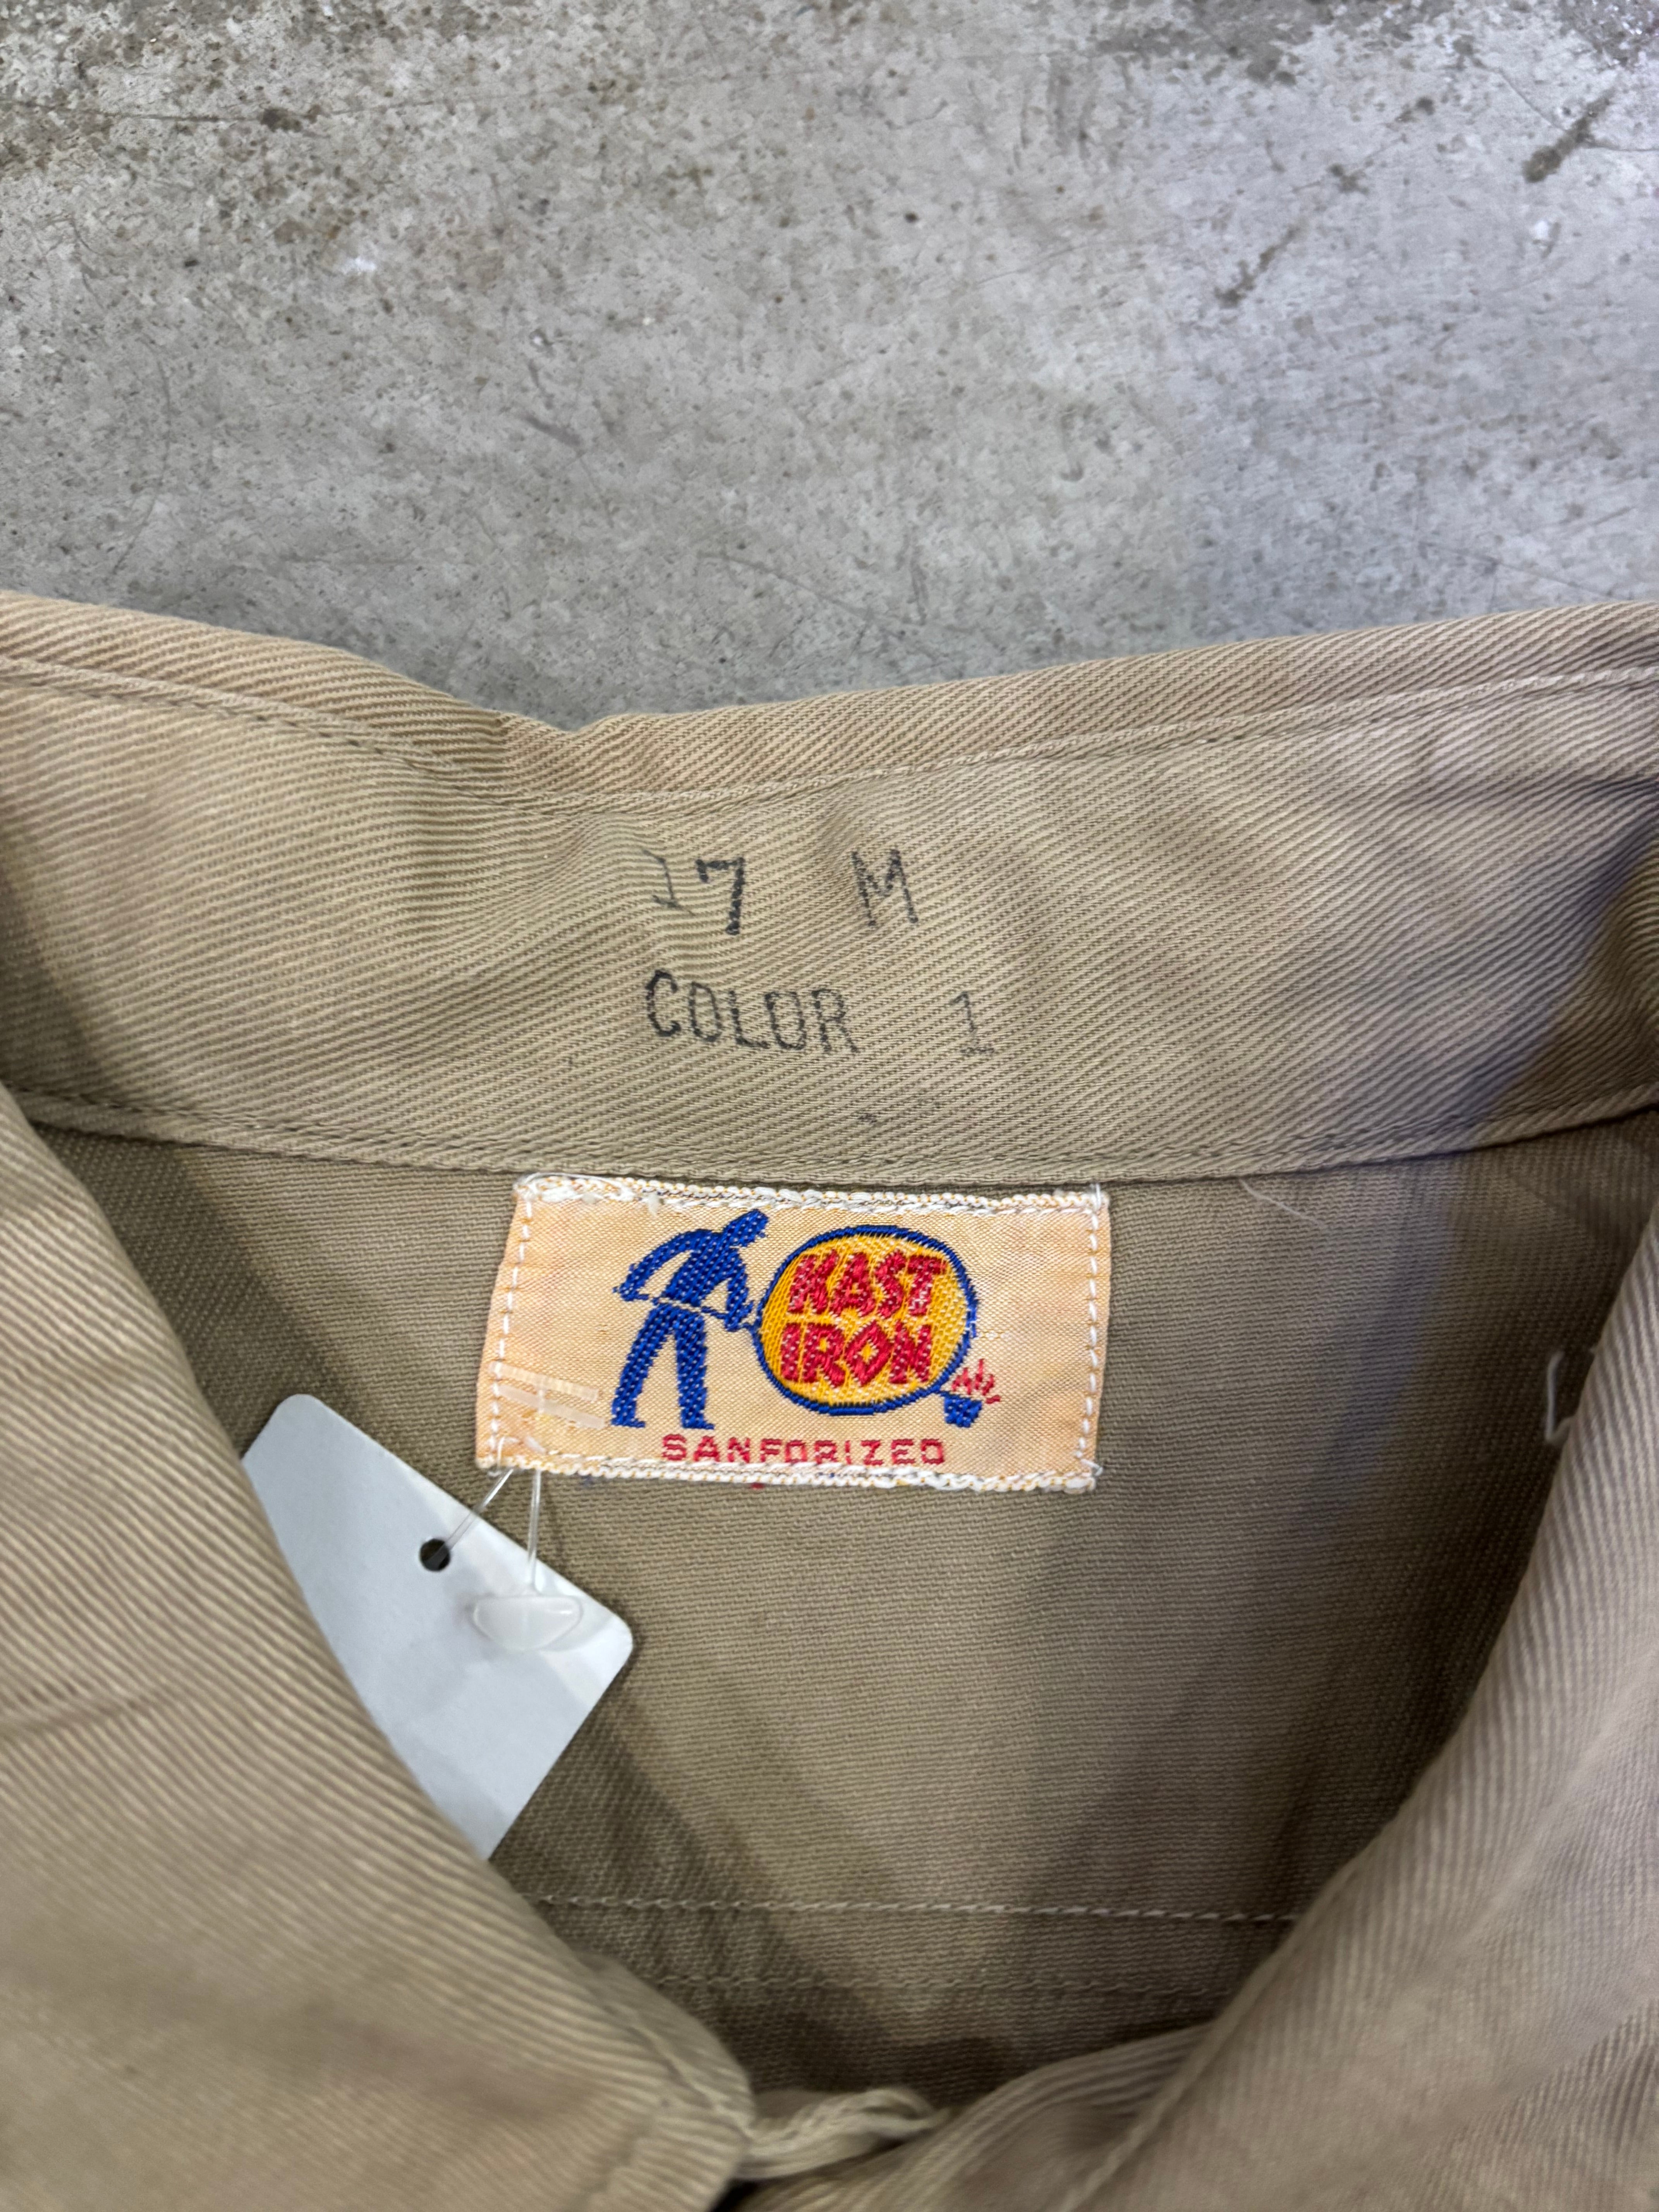 17 M
COLOR 1
KAST
IRON
SANFORIZED